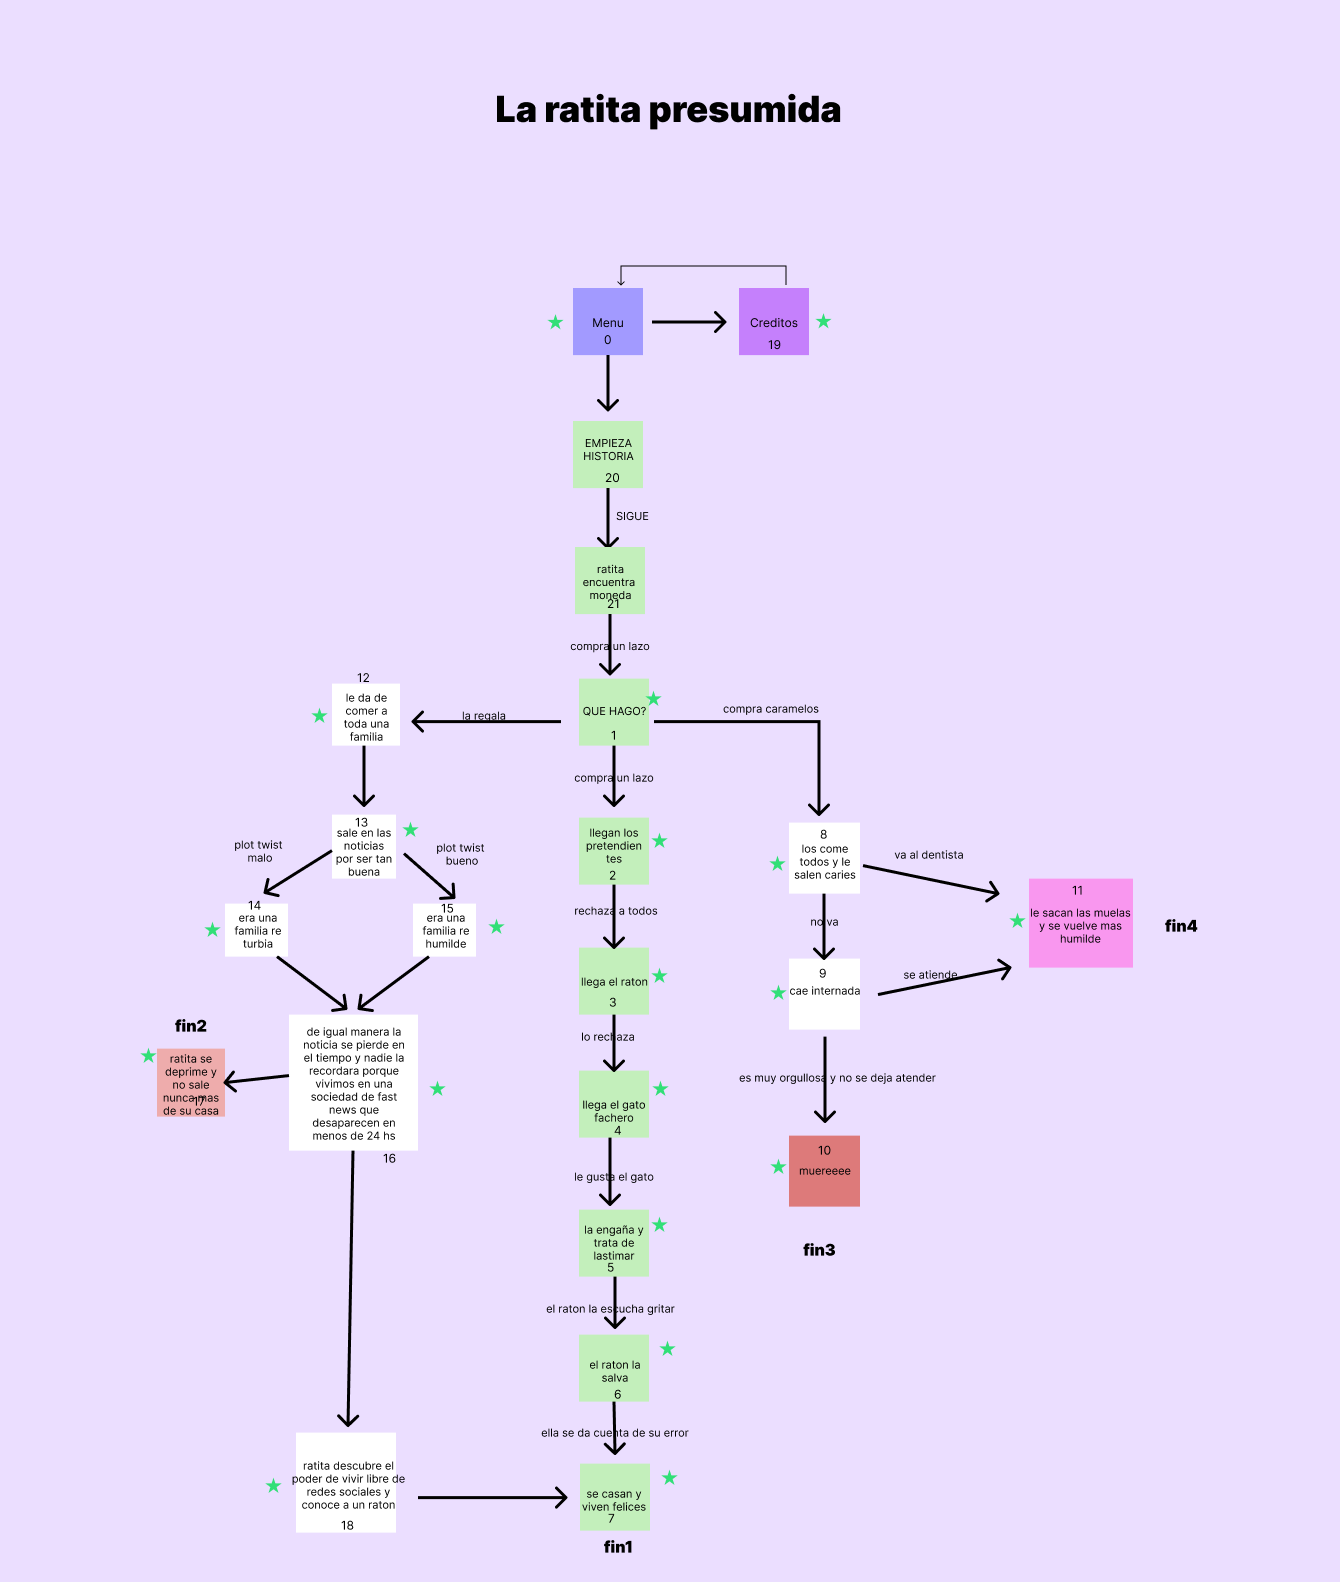 La ratita presumida
Menu
0
Creditos
19
EMPIEZA
HISTORIA
20
SIGUE
ratita
encuentra
moneda
21
compra un lazo
12
le da de
comer a
toda una
familia
la regala
QUE HAGO?
1
compra caramelos
compra un lazo
13
sale en las
noticias
por ser tan
buena
plot twist
malo
plot twist
bueno
llegan los
pretendien
tes
2
8
los come
todos y le
salen caries
va al dentista
11
le sacan las muelas
y se vuelve mas
humilde
fin4
14
era una
familia re
turbia
15
era una
familia re
humilde
rechaza a todos
no va
llega el raton
3
9
cae internada
se atiende
fin2
ratita se
deprime y
no sale
nunca mas
de su casa
17
de igual manera la
noticia se pierde en
el tiempo y nadie la
recordara porque
vivimos en una
sociedad de fast
news que
desaparecen en
menos de 24 hs
16
lo rechaza
es muy orgullosa y no se deja atender
llega el gato
fachero
4
10
muereeee
le gusta el gato
la engaña y
trata de
lastimar
5
fin3
el raton la escucha gritar
el raton la
salva
6
ella se da cuenta de su error
ratita descubre el
poder de vivir libre de
redes sociales y
conoce a un raton
18
se casan y
viven felices
7
fin1